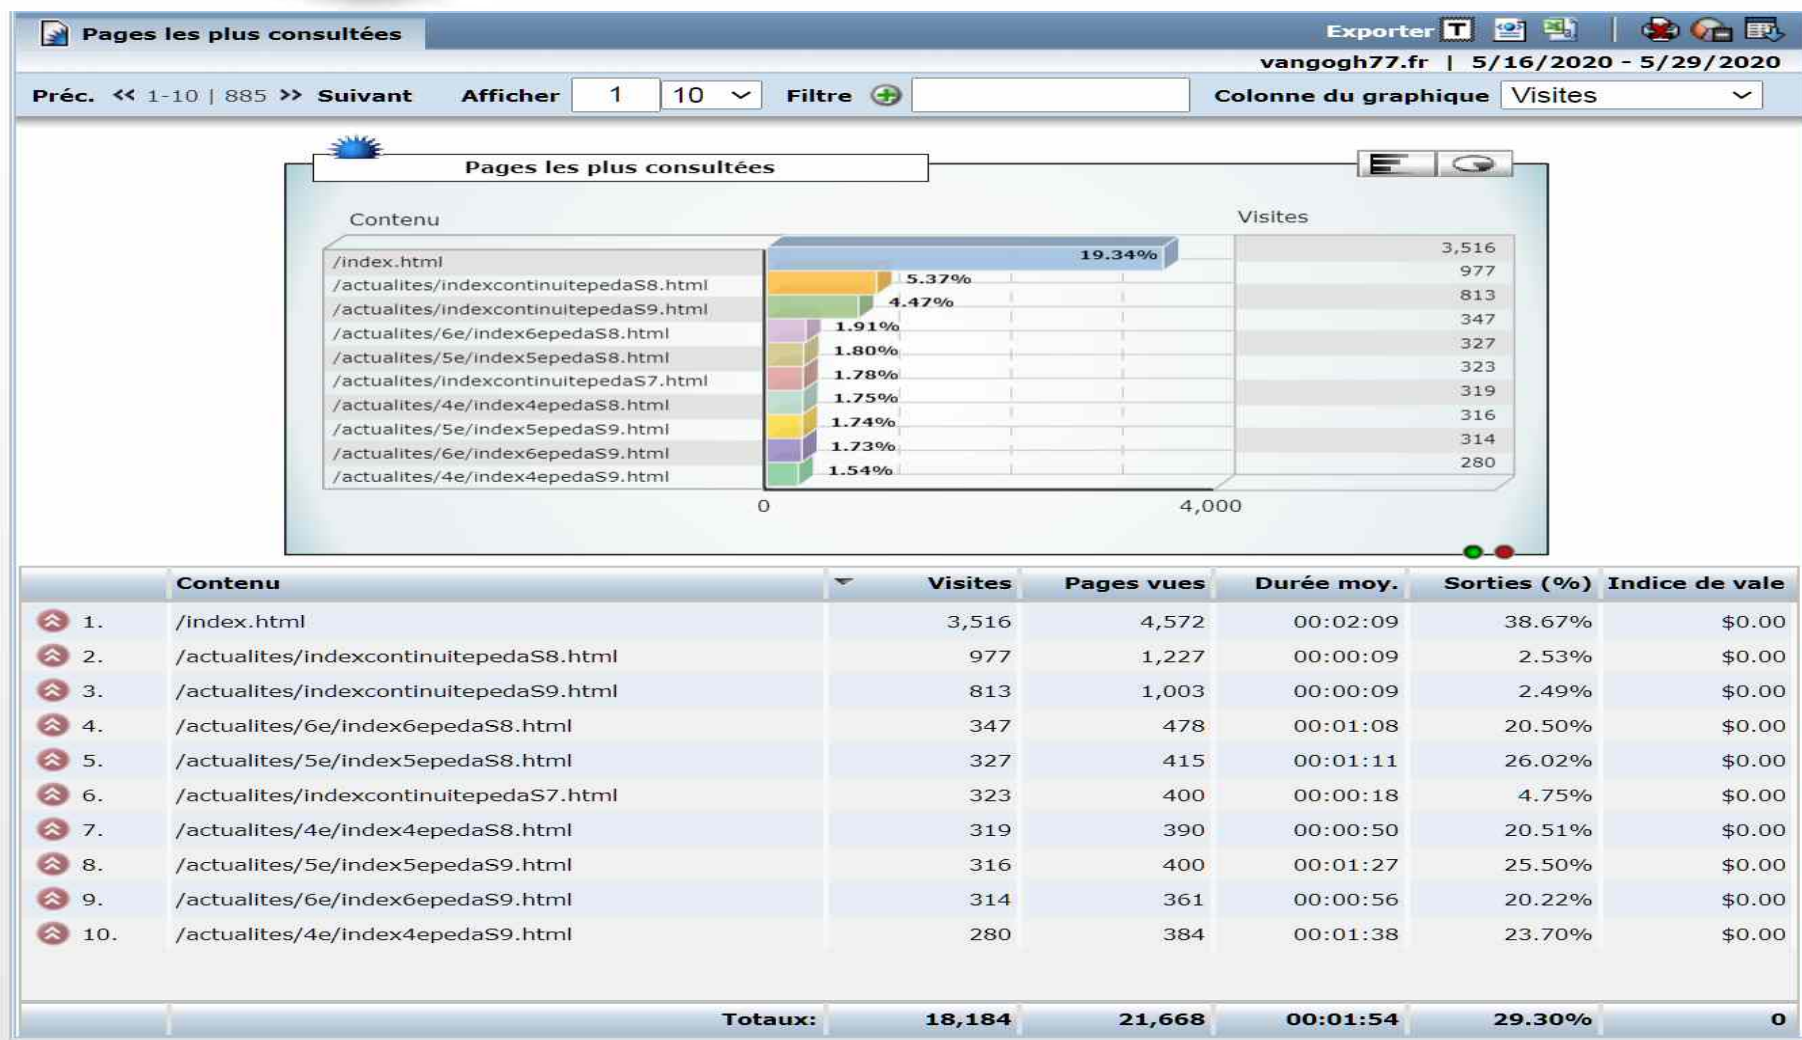 Pages les plus consultées Exporter T
vangogh77.fr | 5/16/2020 - 5/29/2020
Préc. << 1-10 | 885 >> Suivant Afficher 1 10 Filtre Colonne du graphique Visites
Pages les plus consultées
Contenu Visites
/index.html 19.34% 3,516
/actualites/indexcontinuitepedaS8.html 5.37% 977
/actualites/indexcontinuitepedaS9.html 4.47% 813
/actualites/6e/index6epedaS8.html 1.91% 347
/actualites/5e/index5epedaS8.html 1.80% 327
/actualites/indexcontinuitepedaS7.html 1.78% 323
/actualites/4e/index4epedaS8.html 1.75% 319
/actualites/5e/index5epedaS9.html 1.74% 316
/actualites/6e/index6epedaS9.html 1.73% 314
/actualites/4e/index4epedaS9.html 1.54% 280
0 4,000
Contenu Visites Pages vues Durée moy. Sorties (%) Indice de vale
1. /index.html 3,516 4,572 00:02:09 38.67% $0.00
2. /actualites/indexcontinuitepedaS8.html 977 1,227 00:00:09 2.53% $0.00
3. /actualites/indexcontinuitepedaS9.html 813 1,003 00:00:09 2.49% $0.00
4. /actualites/6e/index6epedaS8.html 347 478 00:01:08 20.50% $0.00
5. /actualites/5e/index5epedaS8.html 327 415 00:01:11 26.02% $0.00
6. /actualites/indexcontinuitepedaS7.html 323 400 00:00:18 4.75% $0.00
7. /actualites/4e/index4epedaS8.html 319 390 00:00:50 20.51% $0.00
8. /actualites/5e/index5epedaS9.html 316 400 00:01:27 25.50% $0.00
9. /actualites/6e/index6epedaS9.html 314 361 00:00:56 20.22% $0.00
10. /actualites/4e/index4epedaS9.html 280 384 00:01:38 23.70% $0.00
Totaux: 18,184 21,668 00:01:54 29.30% 0